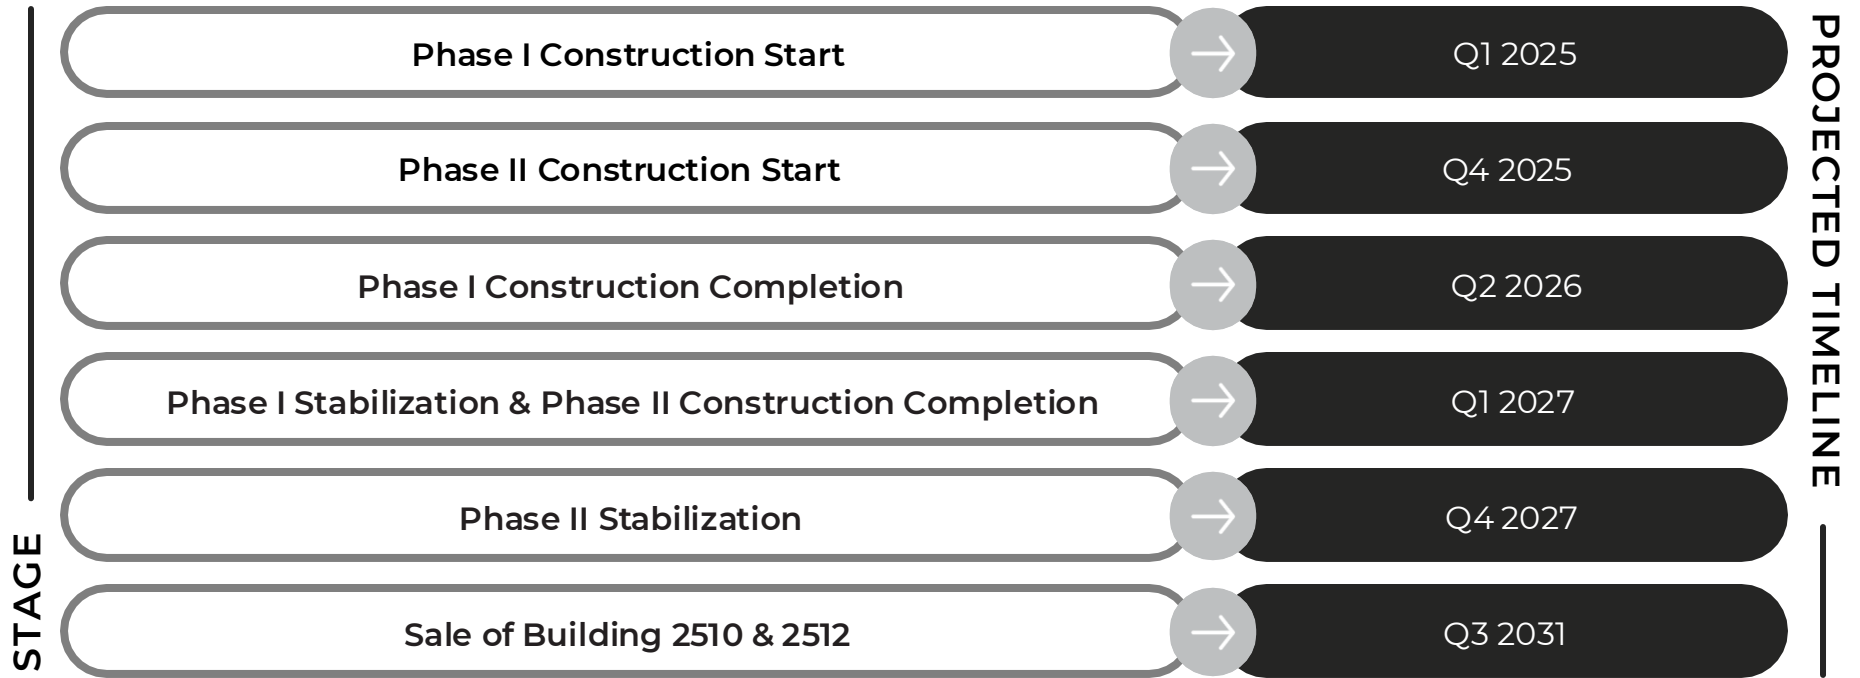 STAGE
PROJECTED TIMELINE
Phase I Construction Start
Q1 2025
Phase II Construction Start
Q4 2025
Phase I Construction Completion
Q2 2026
Phase I Stabilization & Phase II Construction Completion
Q1 2027
Phase II Stabilization
Q4 2027
Sale of Building 2510 & 2512
Q3 2031